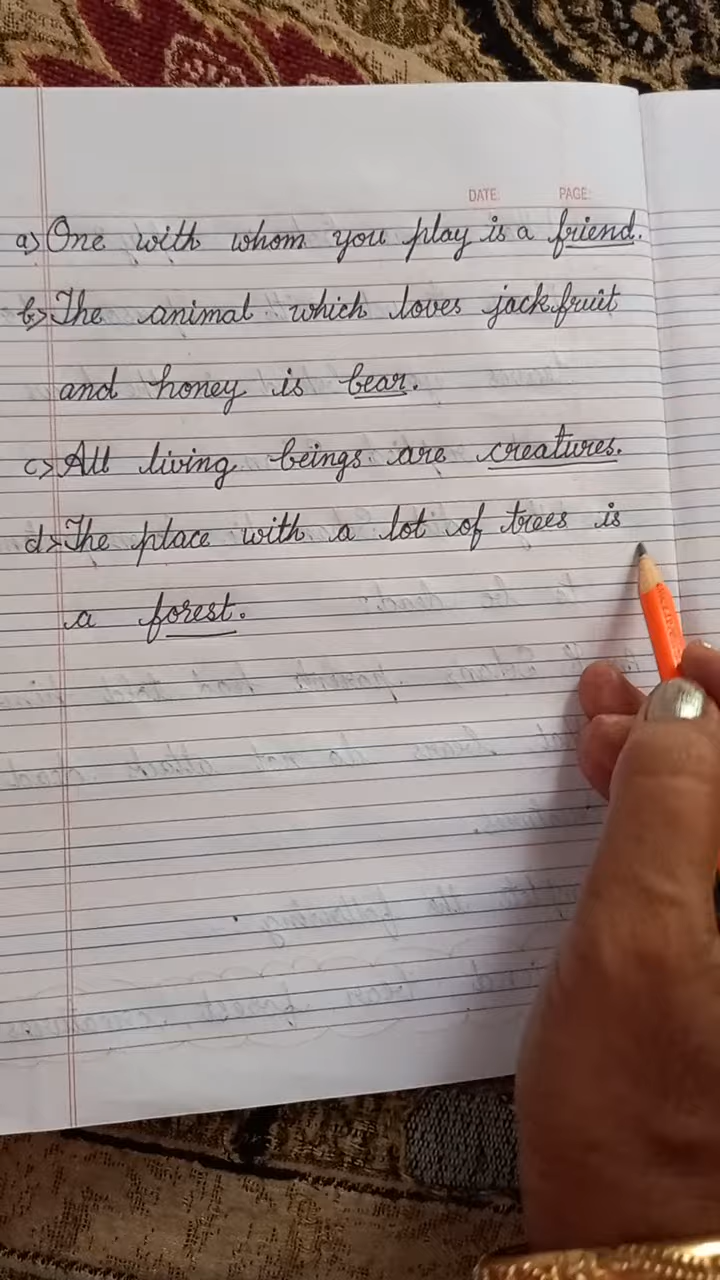 DATE: PAGE:
a) One with whom you play is a friend.
b) The animal which loves jackfruit
and honey is bear.
c) All living beings are creatures.
d) The place with a lot of trees is
a forest.